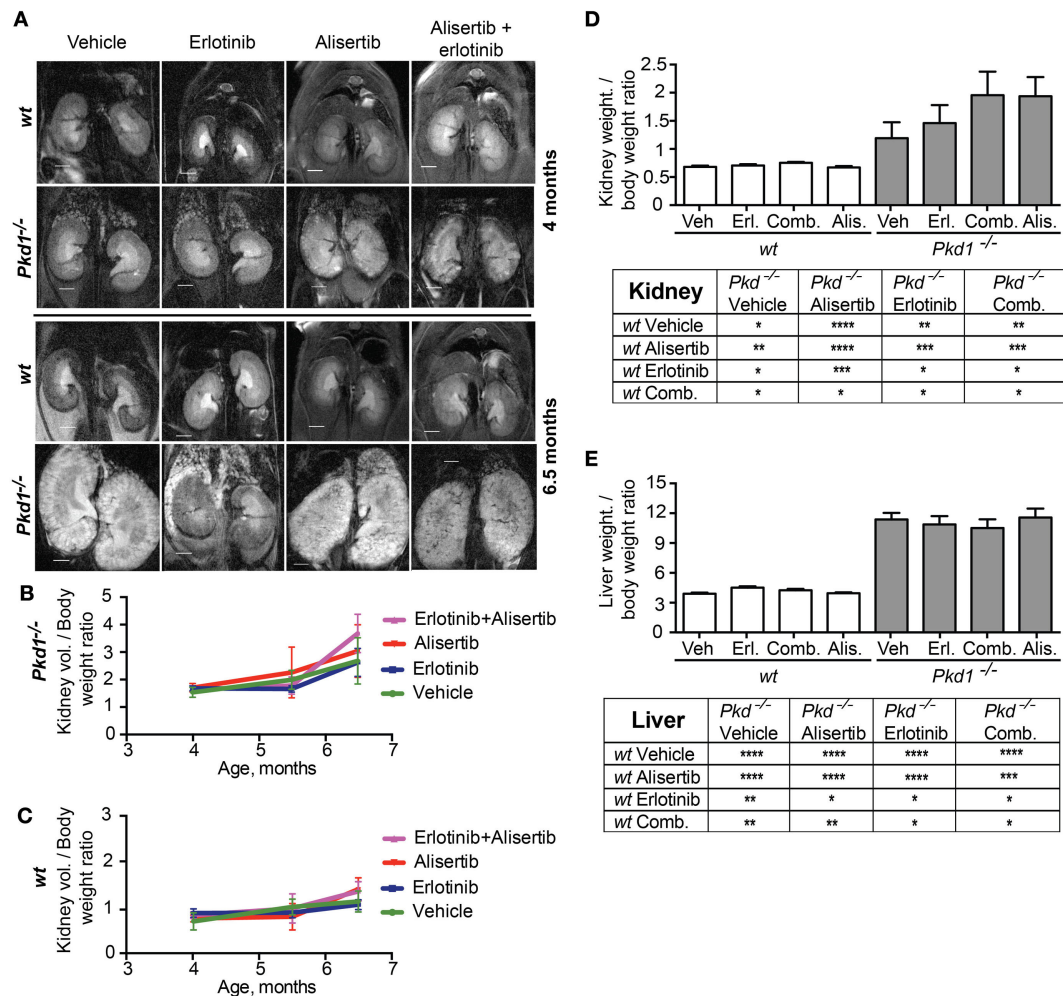 A
Vehicle Erlotinib Alisertib Alisertib + erlotinib
wt
Pkd1-/-
4 months
wt
Pkd1-/-
6.5 months
B
Pkd1-/-
Kidney vol. / Body weight ratio
5
4
3
2
1
0
3 4 5 6 7
Age, months
Erlotinib+Alisertib
Alisertib
Erlotinib
Vehicle
C
wt
Kidney vol. / Body weight ratio
3
2
1
0
3 4 5 6 7
Age, months
Erlotinib+Alisertib
Alisertib
Erlotinib
Vehicle
D
Kidney weight. / body weight ratio
2.5
2
1.5
1
0.5
0
Veh Erl. Comb. Alis. Veh Erl. Comb. Alis.
wt Pkd1 -/-
Kidney Pkd -/- Vehicle Pkd -/- Alisertib Pkd -/- Erlotinib Pkd -/- Comb.
wt Vehicle * **** ** **
wt Alisertib ** **** *** ***
wt Erlotinib * *** * *
wt Comb. * * * *
E
Liver weight. / body weight ratio
12
9
6
3
0
Veh Erl. Comb. Alis. Veh Erl. Comb. Alis.
wt Pkd1 -/-
Liver Pkd -/- Vehicle Pkd -/- Alisertib Pkd -/- Erlotinib Pkd -/- Comb.
wt Vehicle **** **** **** ****
wt Alisertib **** **** **** ***
wt Erlotinib ** * * *
wt Comb. ** ** * *